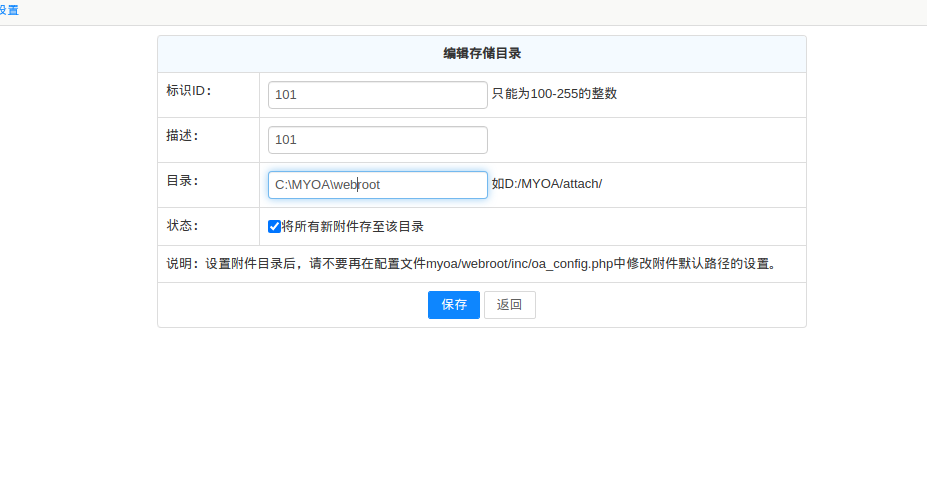 设置
编辑存储目录
标识ID: 101 只能为100-255的整数
描述: 101
目录: C:\MYOA\webroot 如D:/MYOA/attach/
状态: 将所有新附件存至该目录
说明: 设置附件目录后，请不要再在配置文件myoa/webroot/inc/oa_config.php中修改附件默认路径的设置。
保存 返回